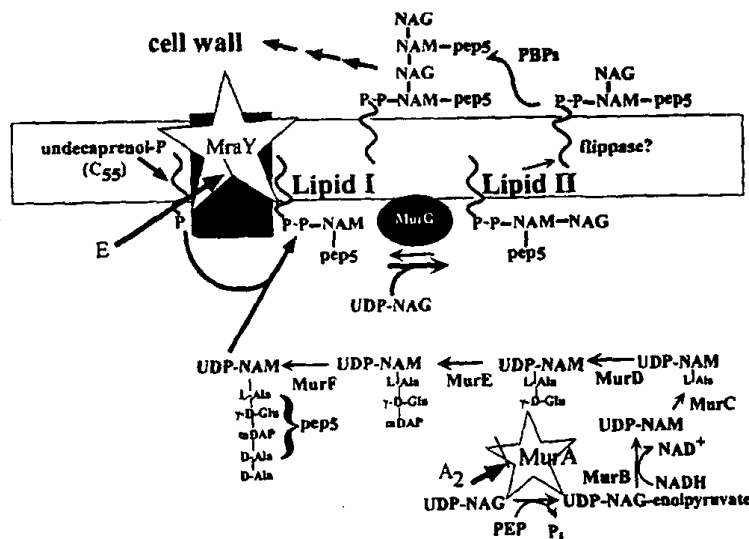 NAG
NAM-pep5
NAG
P-P-NAM-pep5
cell wall
PBPs
NAG
P-P-NAM-pep5
undecaprenol-P
(C55)
MraY
flippase?
Lipid I
Lipid II
P
E
P-P-NAM
pep5
MurG
P-P-NAM-NAG
pep5
UDP-NAG
UDP-NAM
MurF
UDP-NAM
MurE
UDP-NAM
MurD
UDP-NAM
L-Ala
γ-D-Glu
mDAP
D-Ala
D-Ala
pep5
L-Ala
γ-D-Glu
mDAP
L-Ala
γ-D-Glu
L-Ala
MurC
UDP-NAM
NAD+
NADH
MurB
MurA
A2
UDP-NAG
UDP-NAG-enolpyruvate
PEP
Pi